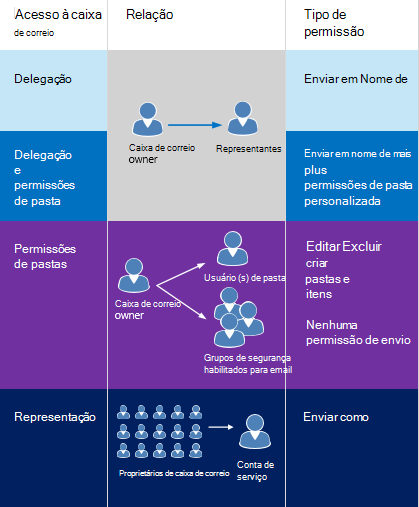 Acesso à caixa
de correio
Relação
Tipo de
permissão
Delegação
Caixa de correio
owner
Representantes
Enviar em Nome de
Delegação
e
permissões
de pasta
Enviar em nome de mais
plus
permissões de pasta
personalizada
Permissões
de pastas
Caixa de correio
owner
Usuário (s) de pasta
Grupos de segurança
habilitados para email
Editar Excluir
criar
pastas e
itens
Nenhuma
permissão de envio
Representação
Proprietários de caixa de correio
Conta de
serviço
Enviar como